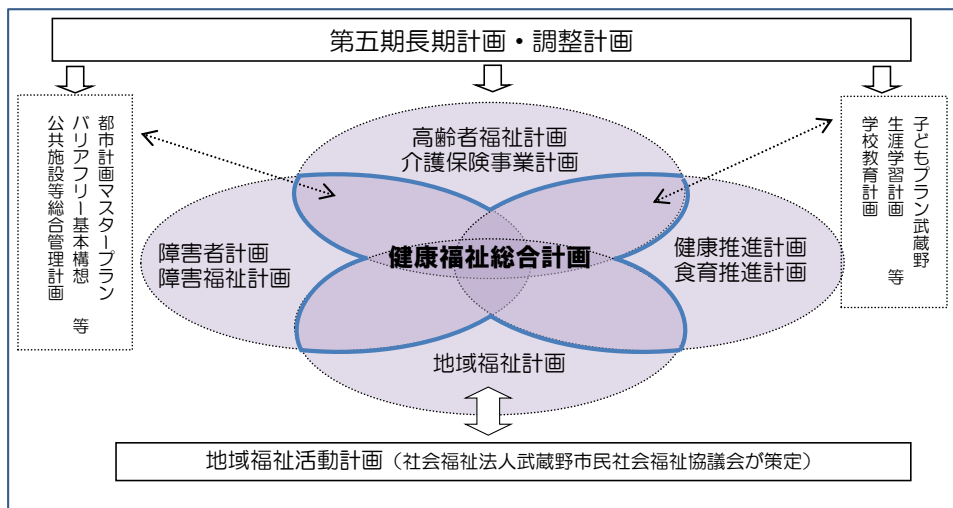 第五期長期計画・調整計画
都市計画マスタープラン
バリアフリー基本構想 等
公共施設等総合管理計画
高齢者福祉計画
介護保険事業計画
子どもプラン武蔵野
生涯学習計画 等
学校教育計画
障害者計画
障害福祉計画
健康福祉総合計画
健康推進計画
食育推進計画
地域福祉計画
地域福祉活動計画（社会福祉法人武蔵野市民社会福祉協議会が策定）